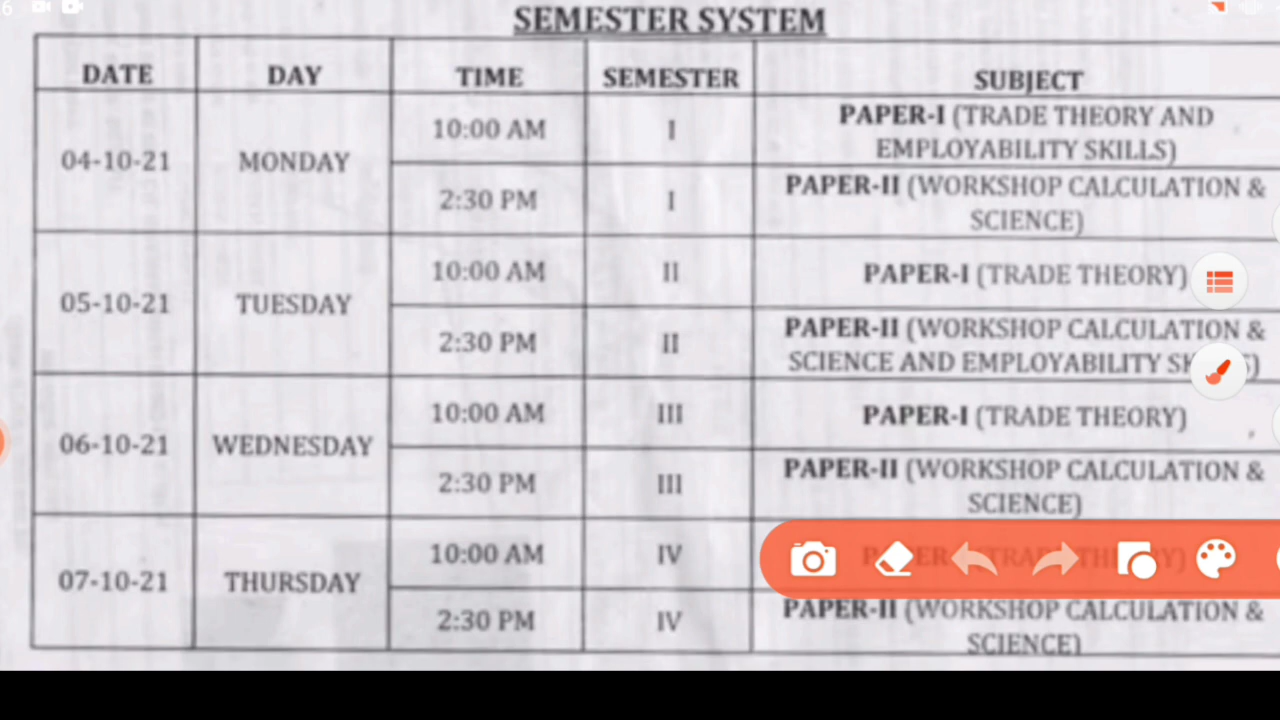 6
SEMESTER SYSTEM
DATE DAY TIME SEMESTER SUBJECT
04-10-21 MONDAY 10:00 AM I PAPER-I (TRADE THEORY AND
EMPLOYABILITY SKILLS)
2:30 PM I PAPER-II (WORKSHOP CALCULATION &
SCIENCE)
05-10-21 TUESDAY 10:00 AM II PAPER-I (TRADE THEORY)
2:30 PM II PAPER-II (WORKSHOP CALCULATION &
SCIENCE AND EMPLOYABILITY
06-10-21 WEDNESDAY 10:00 AM III PAPER-I (TRADE THEORY)
2:30 PM III PAPER-II (WORKSHOP CALCULATION &
SCIENCE)
07-10-21 THURSDAY 10:00 AM IV
2:30 PM IV PAPER-II (WORKSHOP CALCULATION &
SCIENCE)